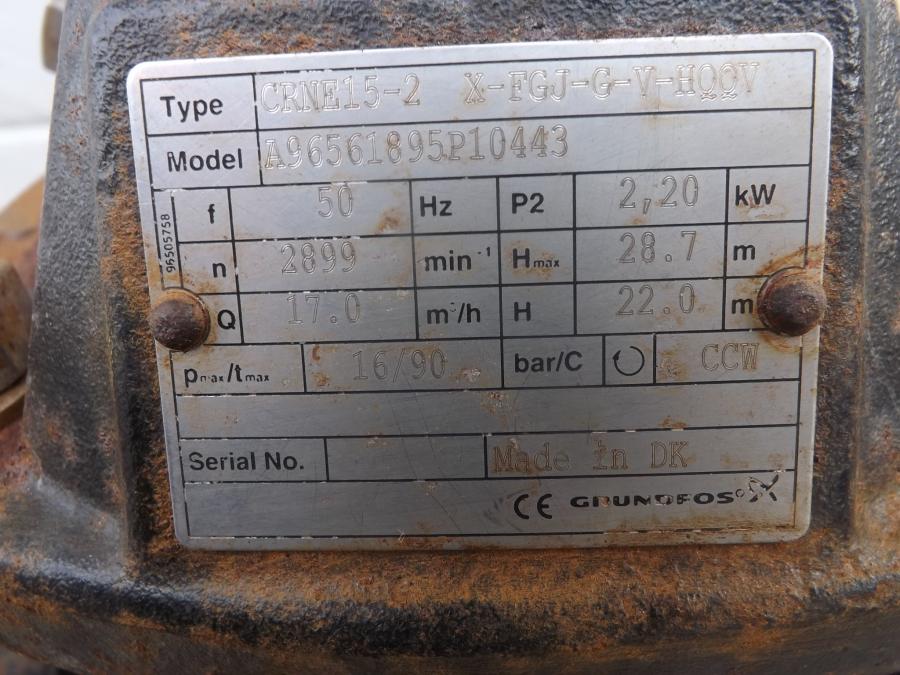 Type CRNE15-2 X-FGJ-G-V-HQQV
Model A96561895P10443
96505758
f 50 Hz P2 2,20 kW
n 2899 min⁻¹ Hmax 28.7 m
Q 17.0 m³/h H 22.0 m
pmax/tmax 16/90 bar/C CCW
Serial No. Made in DK
CE GRUNDFOS